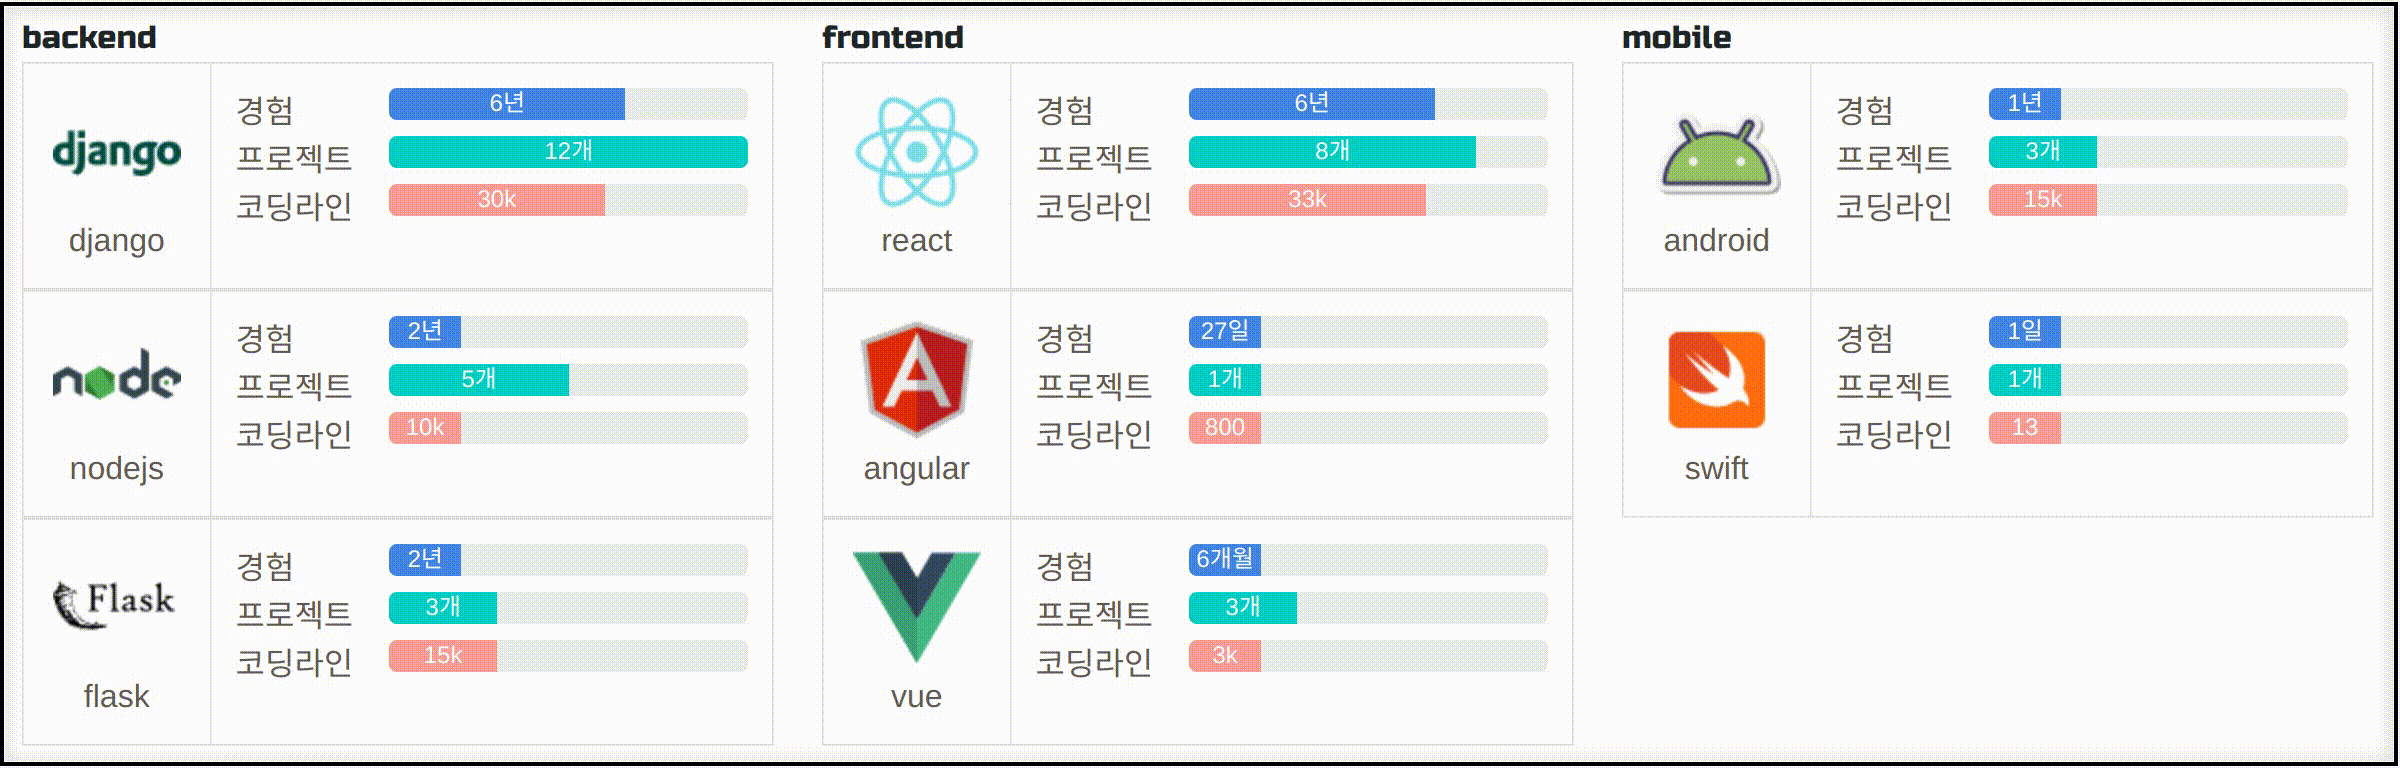 backend
django
django
경험
6년
프로젝트
12개
코딩라인
30k
node
nodejs
경험
2년
프로젝트
5개
코딩라인
10k
Flask
flask
경험
2년
프로젝트
3개
코딩라인
15k
frontend
react
경험
6년
프로젝트
8개
코딩라인
33k
A
angular
경험
27일
프로젝트
1개
코딩라인
800
vue
경험
6개월
프로젝트
3개
코딩라인
3k
mobile
android
경험
1년
프로젝트
3개
코딩라인
15k
swift
경험
1일
프로젝트
1개
코딩라인
13